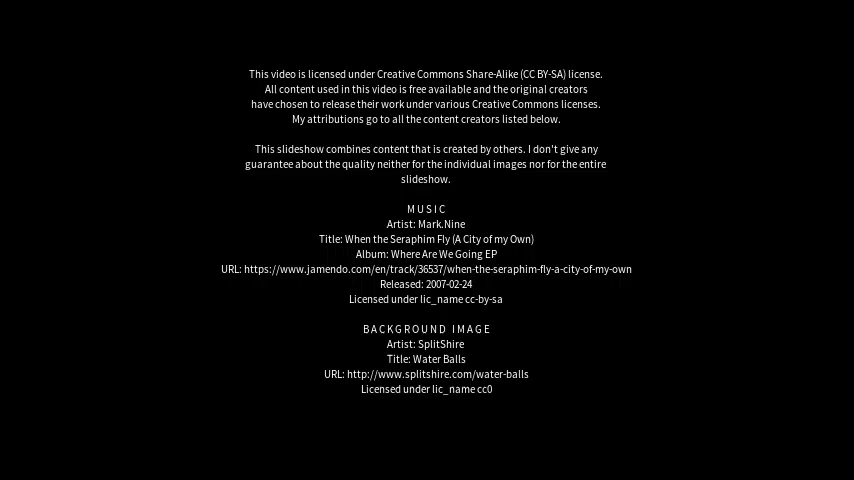 This video is licensed under Creative Commons Share-Alike (CC BY-SA) license.
All content used in this video is free available and the original creators
have chosen to release their work under various Creative Commons licenses.
My attributions go to all the content creators listed below.
This slideshow combines content that is created by others. I don't give any
guarantee about the quality neither for the individual images nor for the entire
slideshow.
MUSIC
Artist: Mark.Nine
Title: When the Seraphim Fly (A City of my Own)
Album: Where Are We Going EP
URL: https://www.jamendo.com/en/track/36537/when-the-seraphim-fly-a-city-of-my-own
Released: 2007-02-24
Licensed under lic_name cc-by-sa
BACKGROUND IMAGE
Artist: SplitShire
Title: Water Balls
URL: http://www.splitshire.com/water-balls
Licensed under lic_name cc0